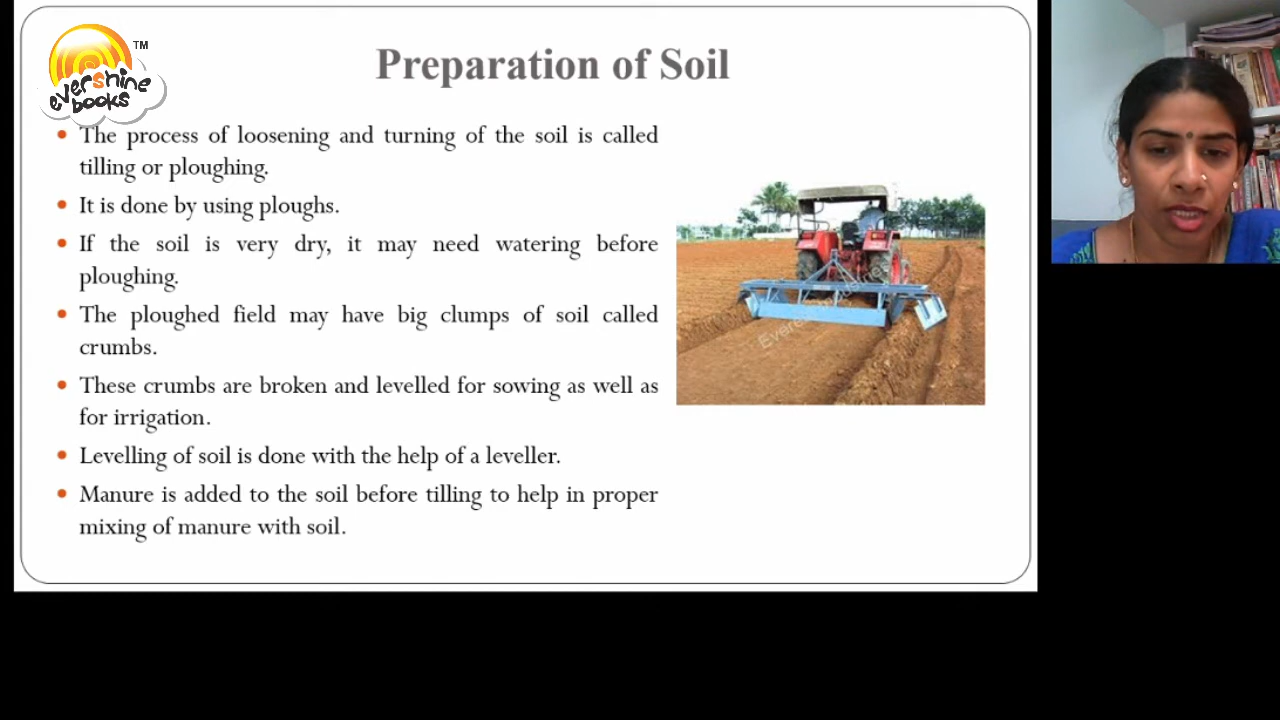 evershine
books
TM
Preparation of Soil
• The process of loosening and turning of the soil is called
tilling or ploughing.
• It is done by using ploughs.
• If the soil is very dry, it may need watering before
ploughing.
• The ploughed field may have big clumps of soil called
crumbs.
• These crumbs are broken and levelled for sowing as well as
for irrigation.
• Levelling of soil is done with the help of a leveller.
• Manure is added to the soil before tilling to help in proper
mixing of manure with soil.